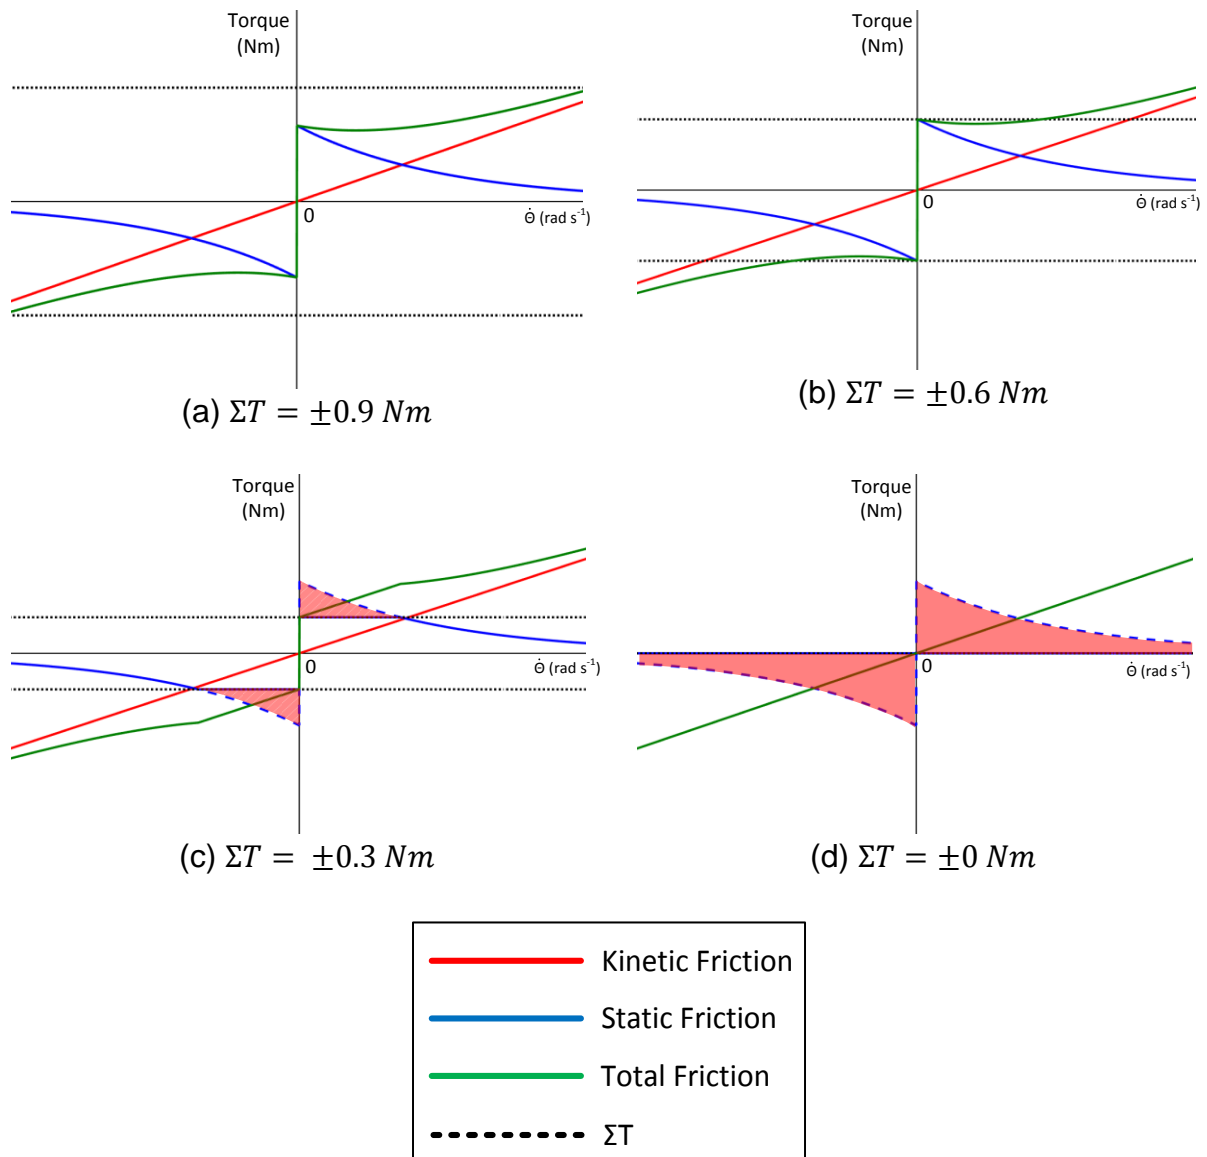 Torque
(Nm)
0
Θ̇ (rad s⁻¹)
(a) ΣT = ±0.9 Nm
Torque
(Nm)
0
Θ̇ (rad s⁻¹)
(b) ΣT = ±0.6 Nm
Torque
(Nm)
0
Θ̇ (rad s⁻¹)
(c) ΣT = ±0.3 Nm
Torque
(Nm)
0
Θ̇ (rad s⁻¹)
(d) ΣT = ±0 Nm
Kinetic Friction
Static Friction
Total Friction
ΣT